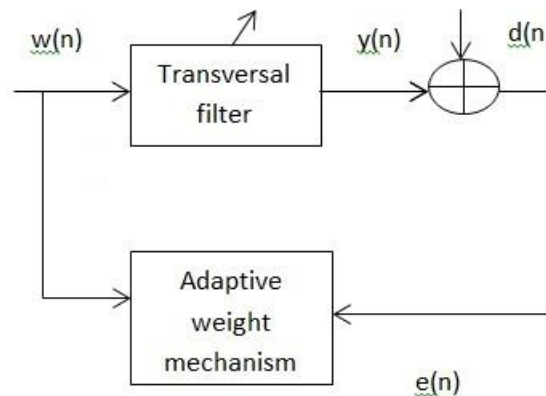 w(n)
Transversal
filter
y(n)
d(n
Adaptive
weight
mechanism
e(n)